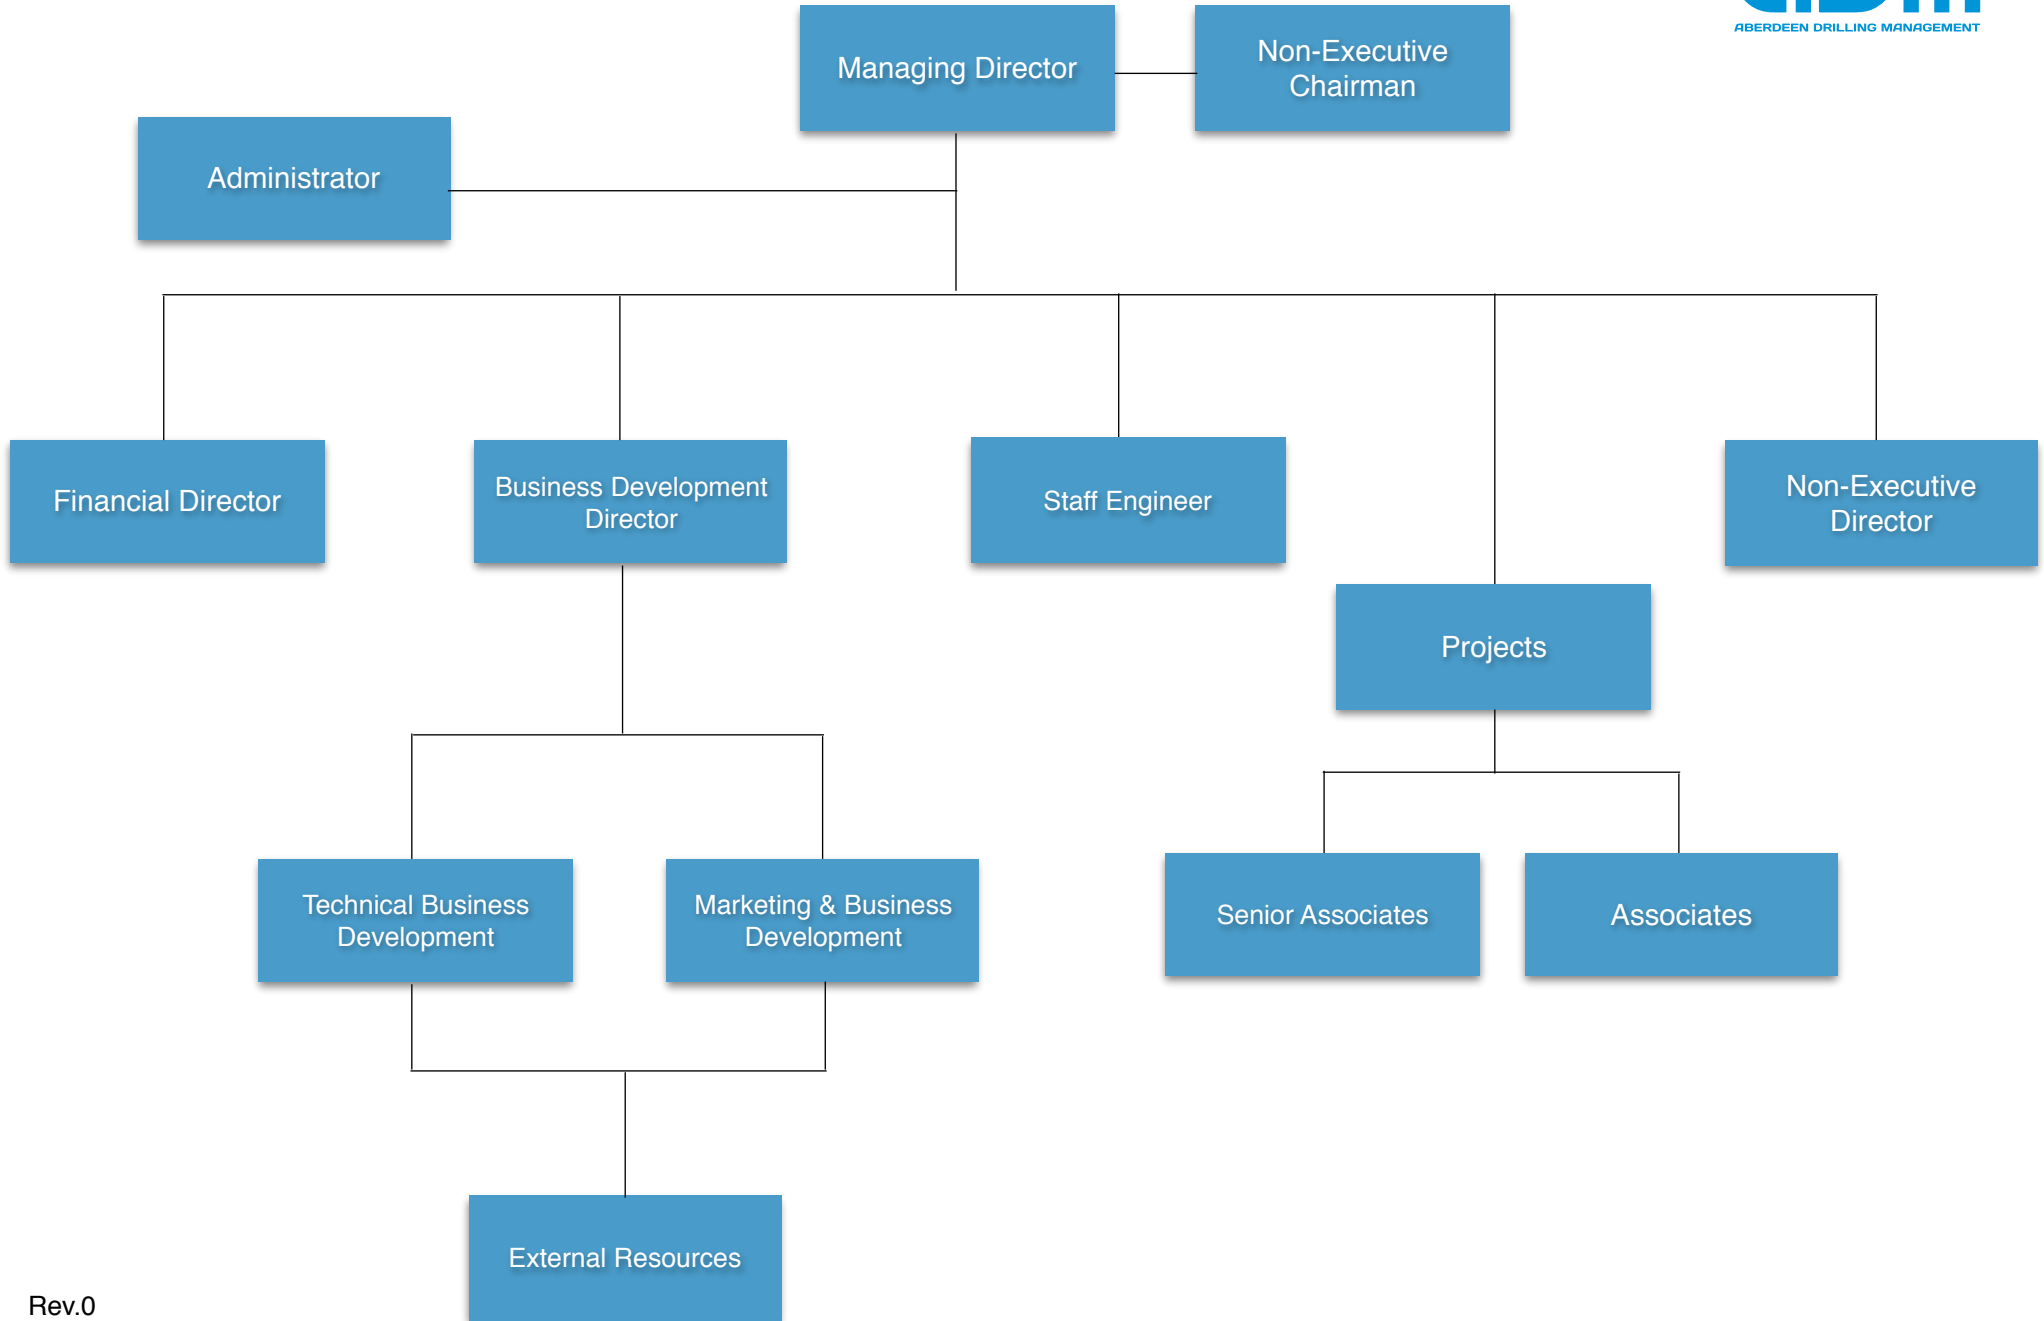 ABERDEEN DRILLING MANAGEMENT
Managing Director
Non-Executive
Chairman
Administrator
Financial Director
Business Development
Director
Staff Engineer
Non-Executive
Director
Projects
Technical Business
Development
Marketing & Business
Development
Senior Associates
Associates
External Resources
Rev.0